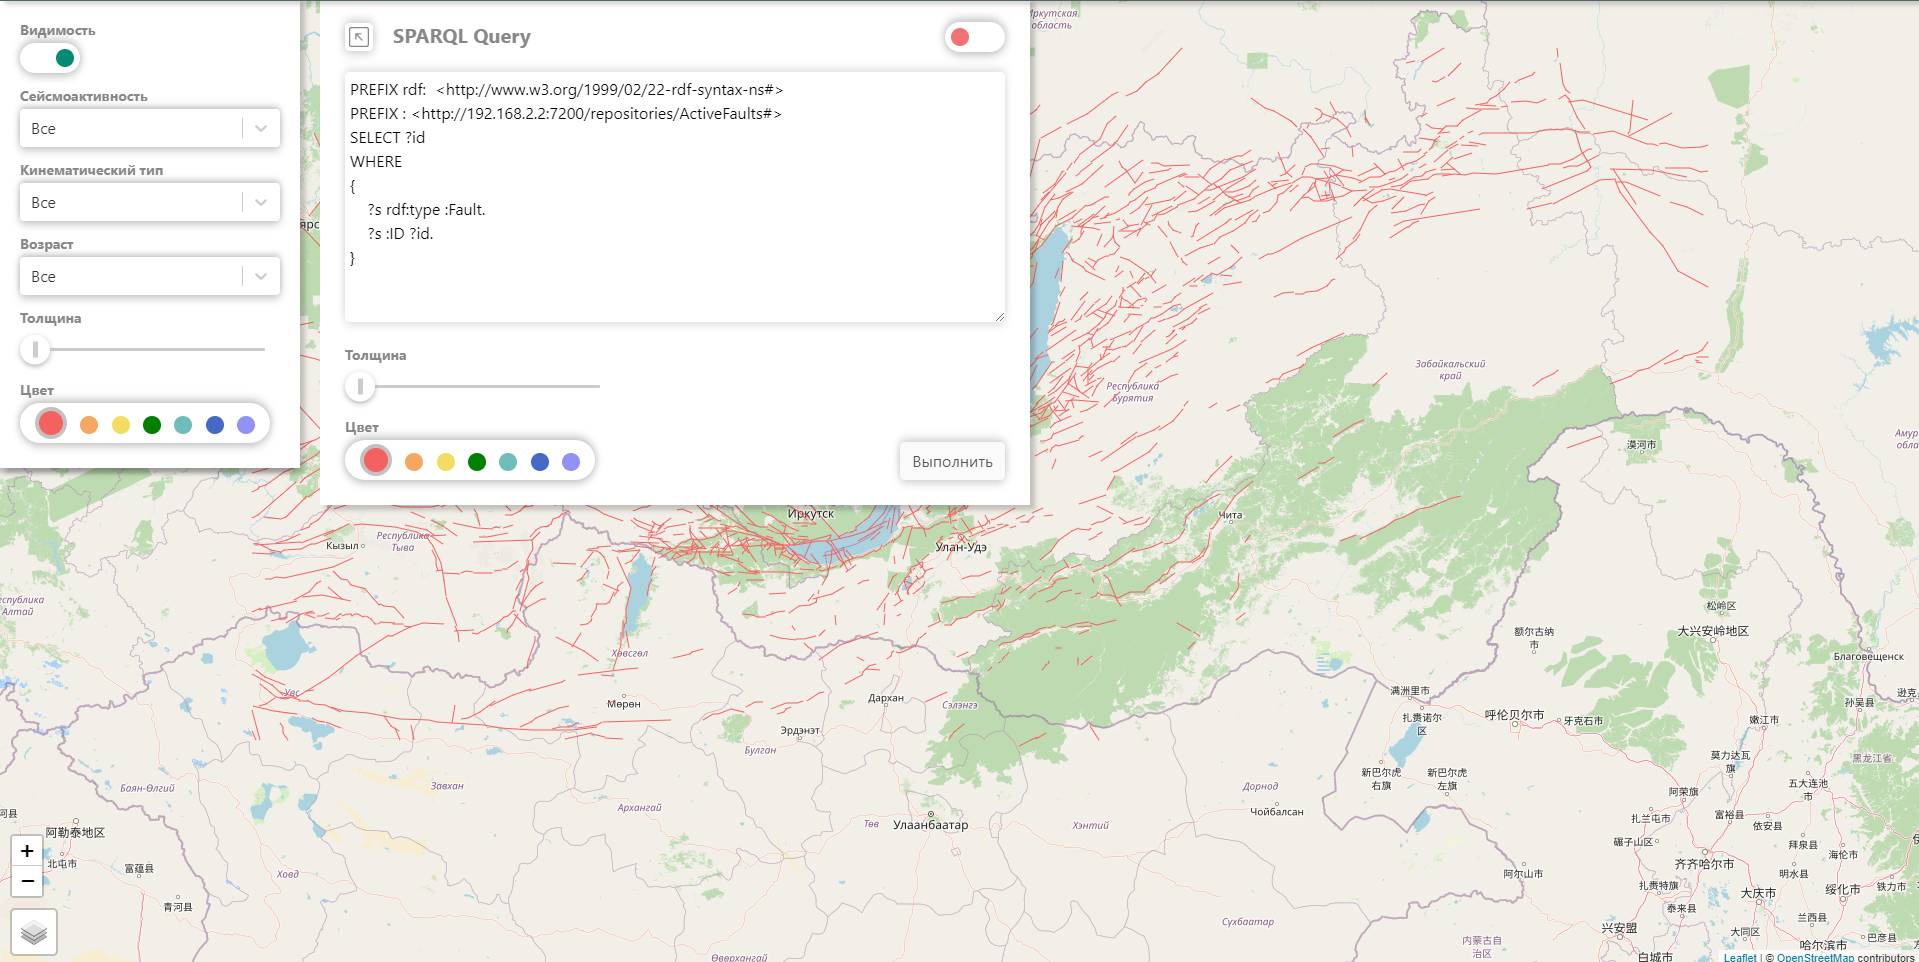 Видимость
Сейсмоактивность
Все
Кинематический тип
Все
Возраст
Все
Толщина
Цвет
SPARQL Query
PREFIX rdf:  <http://www.w3.org/1999/02/22-rdf-syntax-ns#>
PREFIX : <http://192.168.2.2:7200/repositories/ActiveFaults#>
SELECT ?id
WHERE
{
?s rdf:type :Fault.
?s :ID ?id.
}
Толщина
Цвет
Выполнить
Иркутская
область
Забайкальский
край
Республика
Бурятия
漠河市
Амур
обла
Иркутск
Чита
Республика
Тыва
Кызыл
Улан-Удэ
еспублика
Алтай
松岭区
大兴安岭地区
额尔古纳
市
Благовещенск
Хөвсгөл
Увс
Мөрөн
Дархан
Сэлэнгэ
满洲里市
扎赉诺尔
区
呼伦贝尔市
牙克石市
嫩江市
孙吴县
逊克
Эрдэнэт
Булган
莫力达瓦
旗
黑龙江省
新巴尔虎
右旗
新巴尔虎
左旗
五大连池
市
Баян-Өлгий
Завхан
Архангай
Дорнод
Чойбалсан
阿荣旗
Төв
Улаанбаатар
Хэнтий
扎兰屯市
富裕县
依安县
河县
阿勒泰地区
碾子山区
拜泉县
海伦市
北屯市
富蕴县
齐齐哈尔市
明水县
Ховд
阿尔山市
扎赉特旗
大庆市
绥化市
铁力市
青河县
泰来县
兰西县
Сүхбаатар
兴安盟
大同区
巴彦县
内蒙古自
治区
哈尔滨市
白城市
Өвөрхангай
+
−
Leaflet | © OpenStreetMap contributors